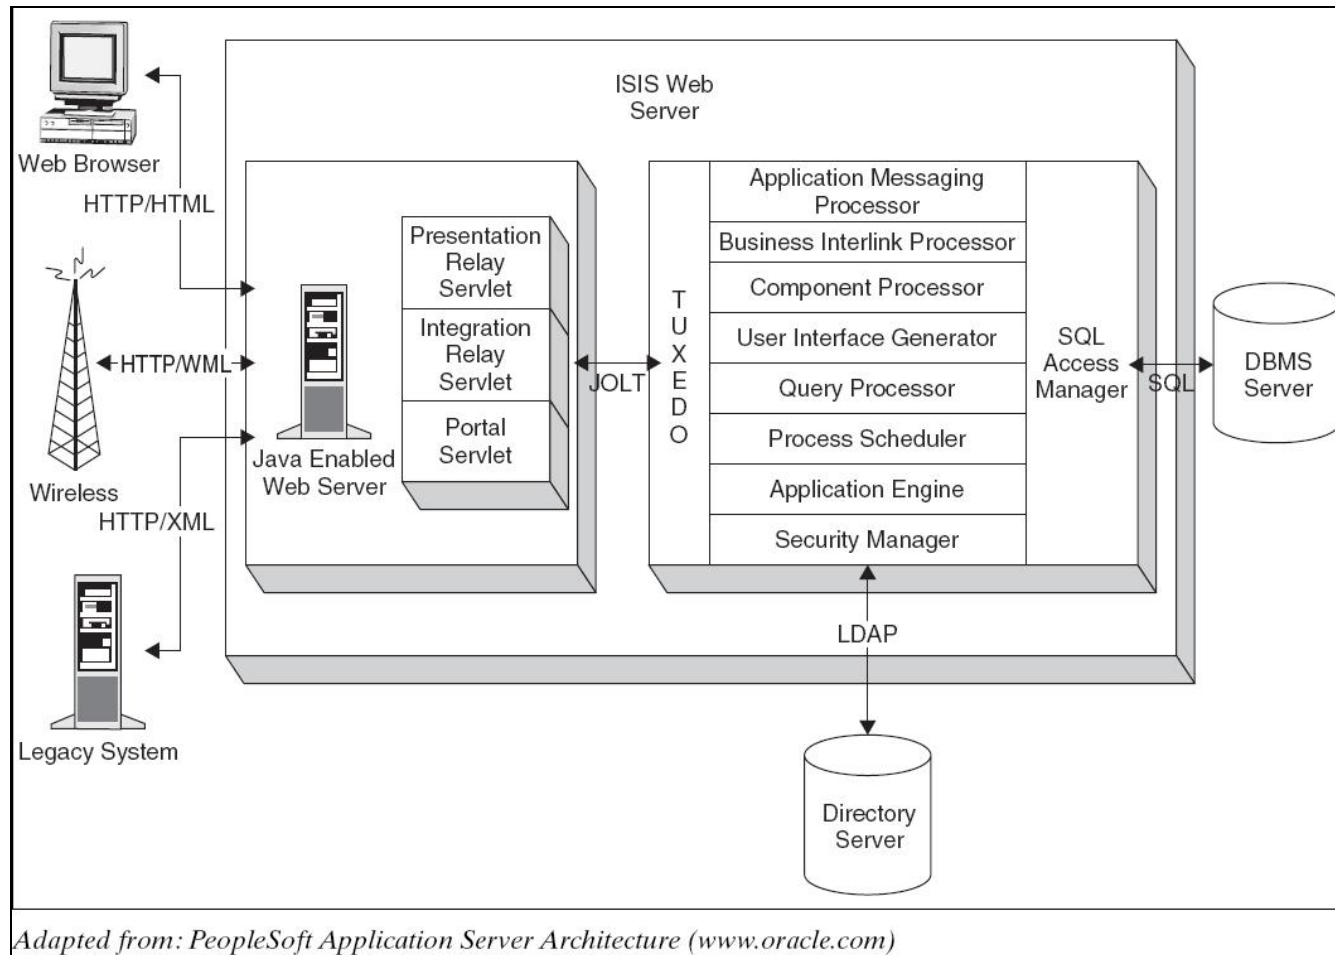 ISIS Web
Server
Web Browser
HTTP/HTML
HTTP/WML
Wireless
HTTP/XML
Legacy System
Java Enabled
Web Server
Presentation
Relay
Servlet
Integration
Relay
Servlet
Portal
Servlet
JOLT
TUXEDO
Application Messaging
Processor
Business Interlink Processor
Component Processor
User Interface Generator
Query Processor
Process Scheduler
Application Engine
Security Manager
SQL
Access
Manager
SQL
DBMS
Server
LDAP
Directory
Server
Adapted from: PeopleSoft Application Server Architecture (www.oracle.com)